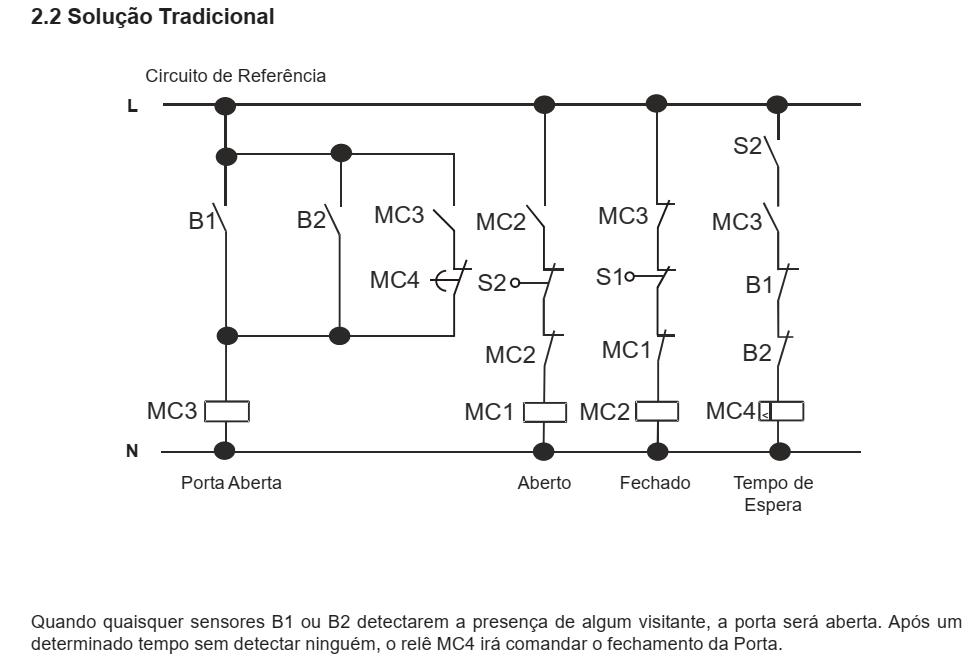 2.2 Solução Tradicional
Circuito de Referência
L
S2
B1
B2
MC3
MC2
MC3
MC3
MC4
S2
S1
B1
MC2
MC1
B2
MC3
MC1
MC2
MC4
<
N
Porta Aberta
Aberto
Fechado
Tempo de
Espera
Quando quaisquer sensores B1 ou B2 detectarem a presença de algum visitante, a porta será aberta. Após um
determinado tempo sem detectar ninguém, o relê MC4 irá comandar o fechamento da Porta.